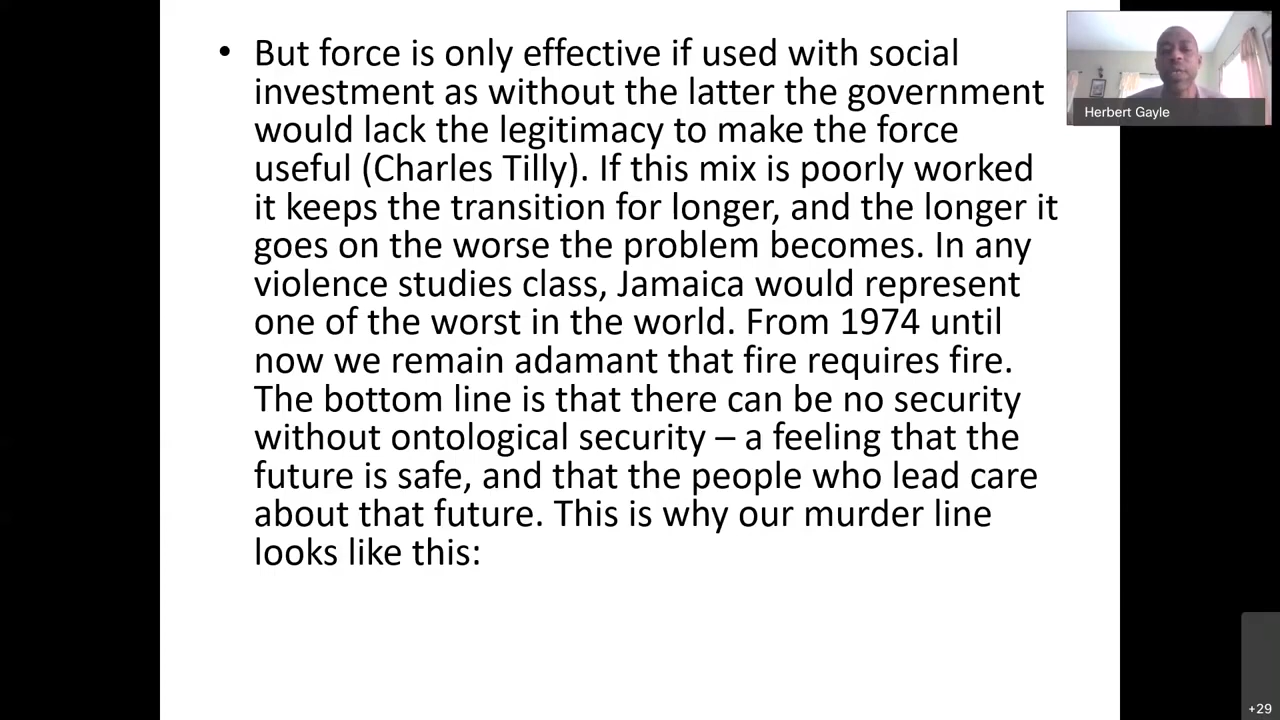 • But force is only effective if used with social
investment as without the latter the government
would lack the legitimacy to make the force
useful (Charles Tilly). If this mix is poorly worked
it keeps the transition for longer, and the longer it
goes on the worse the problem becomes. In any
violence studies class, Jamaica would represent
one of the worst in the world. From 1974 until
now we remain adamant that fire requires fire.
The bottom line is that there can be no security
without ontological security – a feeling that the
future is safe, and that the people who lead care
about that future. This is why our murder line
looks like this:
Herbert Gayle
+29